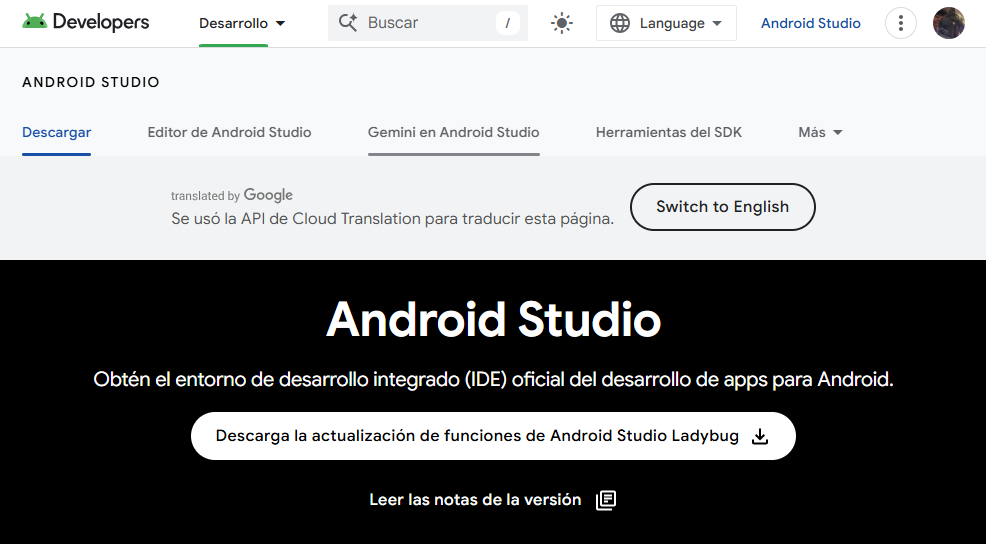 Developers Desarrollo Buscar / Language Android Studio
ANDROID STUDIO
Descargar Editor de Android Studio Gemini en Android Studio Herramientas del SDK Más
translated by Google
Se usó la API de Cloud Translation para traducir esta página. Switch to English
Android Studio
Obtén el entorno de desarrollo integrado (IDE) oficial del desarrollo de apps para Android.
Descarga la actualización de funciones de Android Studio Ladybug
Leer las notas de la versión